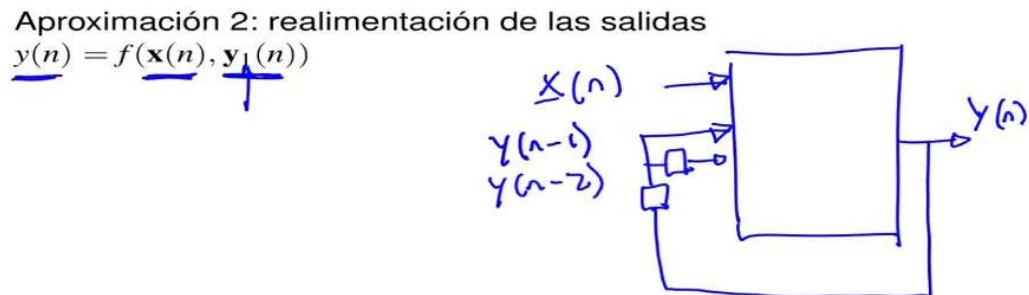 Aproximación 2: realimentación de las salidas
y(n) = f(x(n), y₁(n))
x(n)
y(n-1)
y(n-2)
y(n)